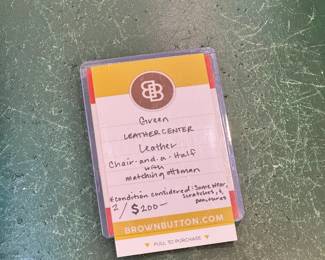 BB
Green
LEATHER CENTER
Leather
Chair-and-a-Half
with
matching ottoman
*condition considered: Some wear,
scratches, &
punctures
2/$200-
BROWNBUTTON.COM
PULL TO PURCHASE